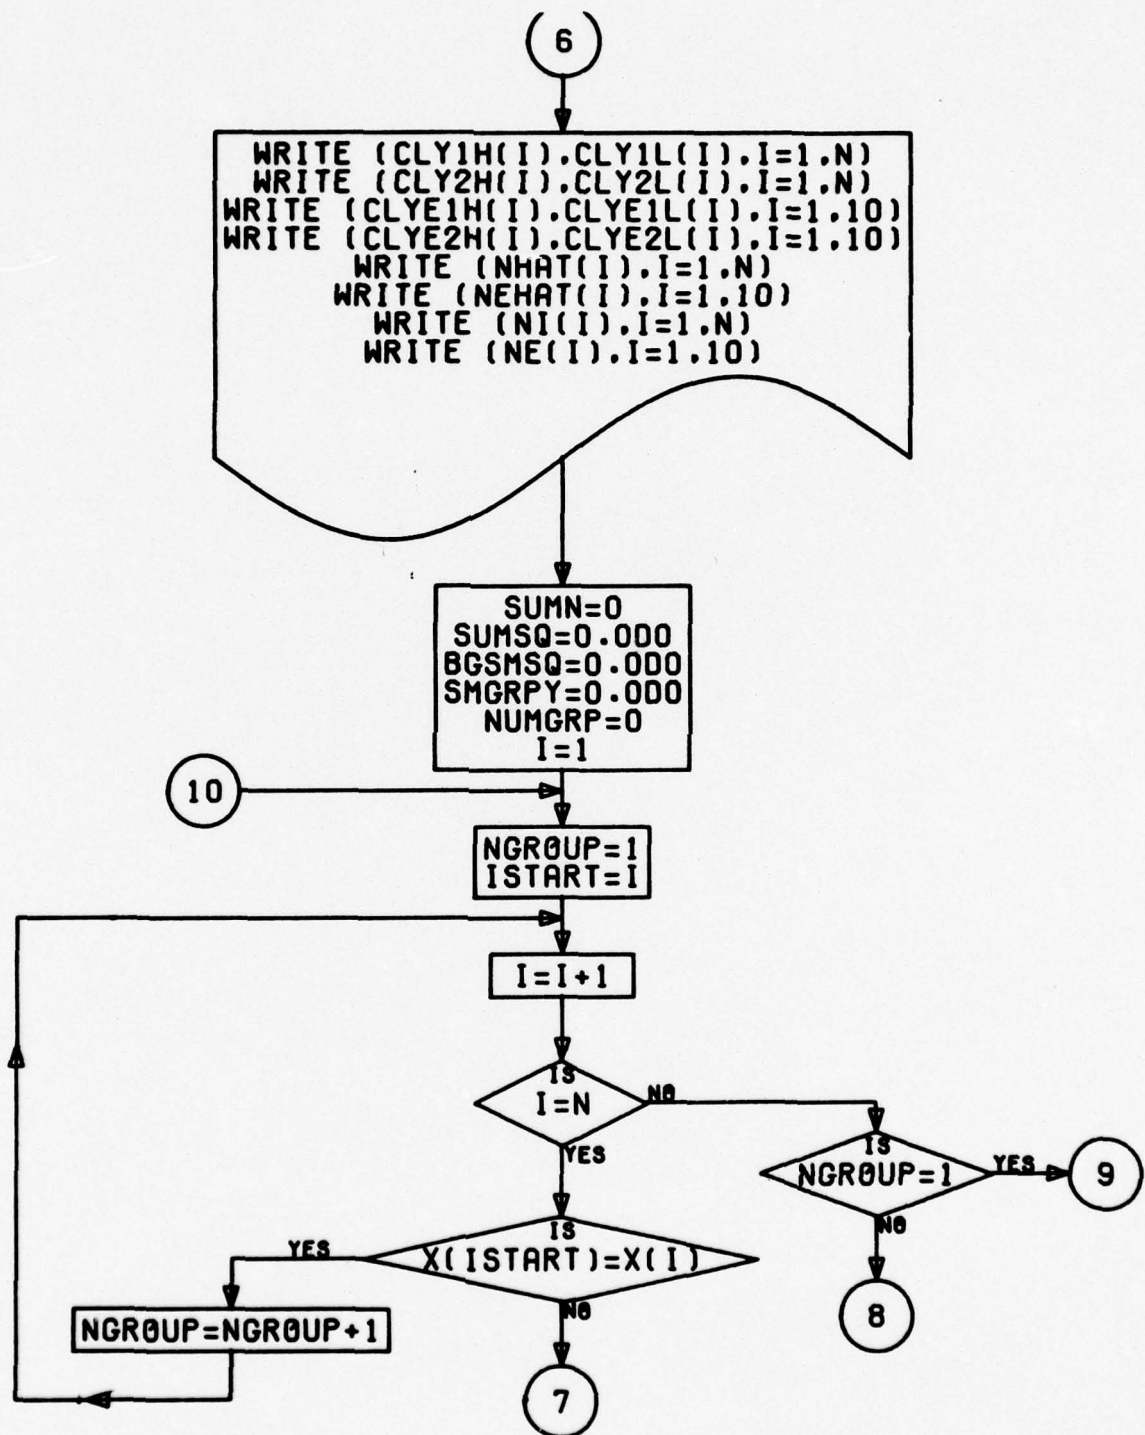 6
WRITE (CLY1H(I).CLY1L(I).I=1.N)
WRITE (CLY2H(I).CLY2L(I).I=1.N)
WRITE (CLYE1H(I).CLYE1L(I).I=1.10)
WRITE (CLYE2H(I).CLYE2L(I).I=1.10)
WRITE (NHAT(I).I=1.N)
WRITE (NEHAT(I).I=1.10)
WRITE (NI(I).I=1.N)
WRITE (NE(I).I=1.10)
SUMN=0
SUMSQ=0.0D0
BGSMSQ=0.0D0
SMGRPY=0.0D0
NUMGRP=0
I=1
10
NGROUP=1
ISTART=I
I=I+1
IS
I=N
NO
YES
IS
NGROUP=1
YES
9
NO
8
IS
X(ISTART)=X(I)
YES
NO
NGROUP=NGROUP+1
7